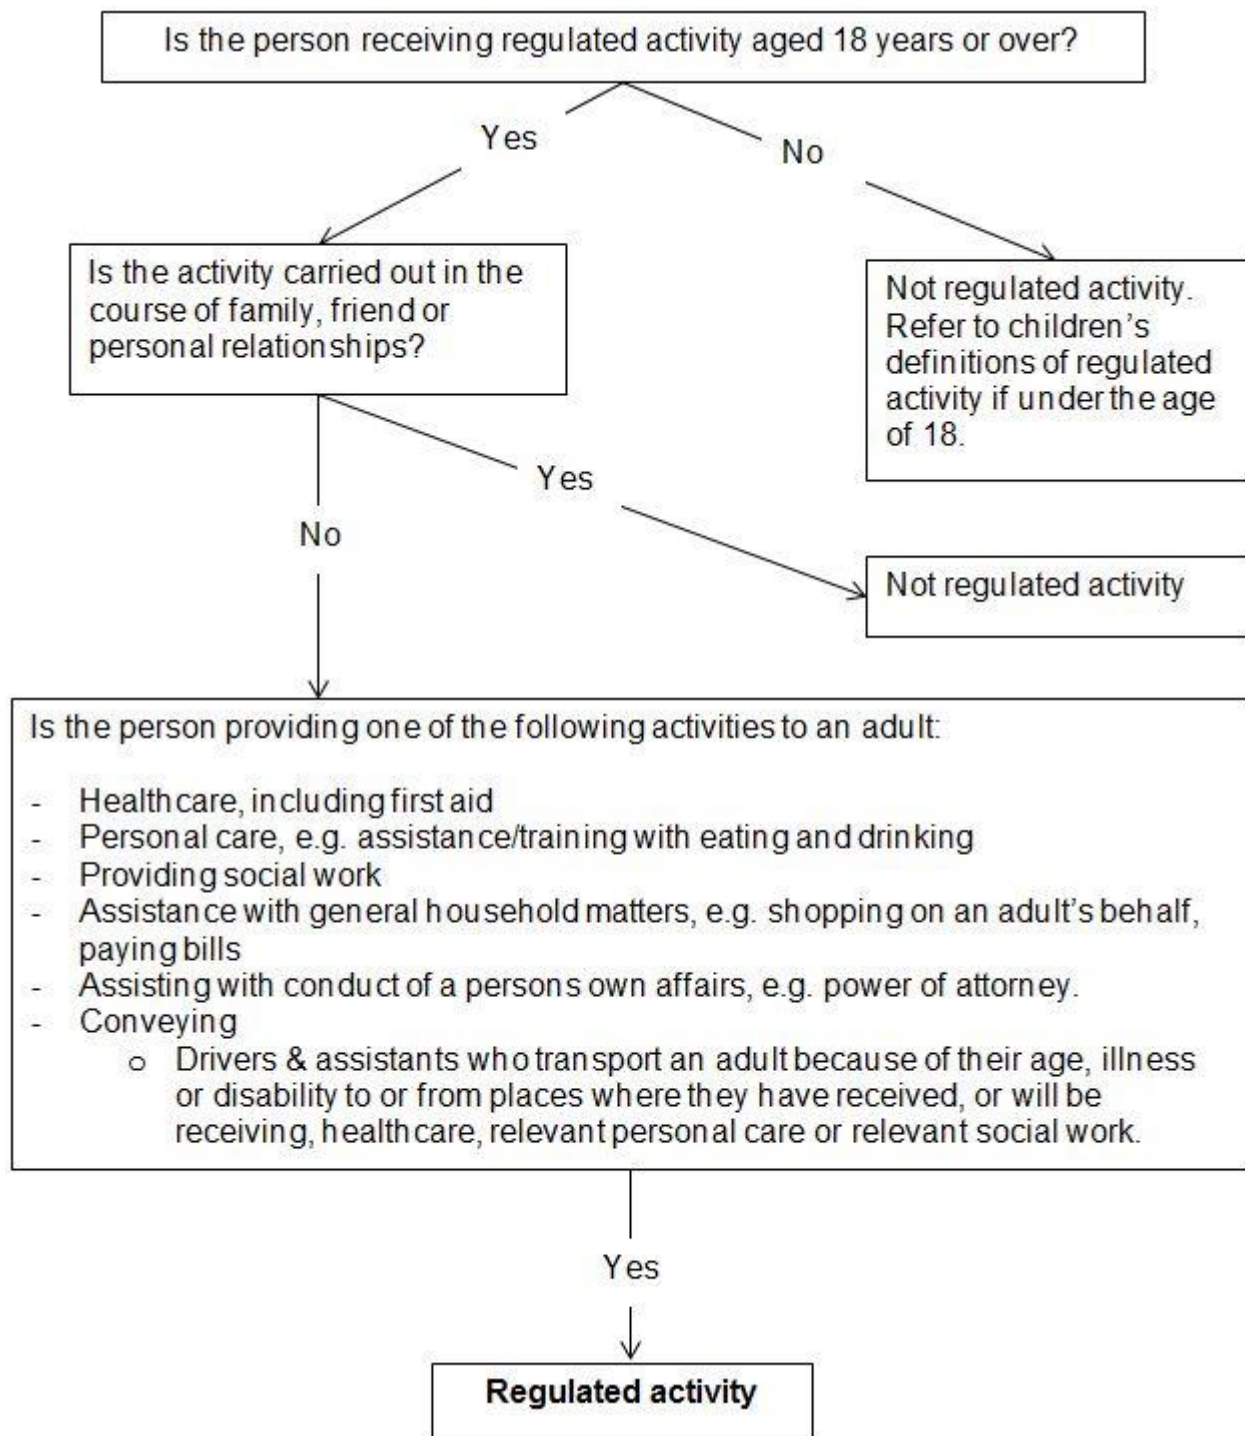 Is the person receiving regulated activity aged 18 years or over?
Yes
No
Is the activity carried out in the
course of family, friend or
personal relationships?
Not regulated activity.
Refer to children's
definitions of regulated
activity if under the age
of 18.
Yes
No
Not regulated activity
Is the person providing one of the following activities to an adult:
- Healthcare, including first aid
- Personal care, e.g. assistance/training with eating and drinking
- Providing social work
- Assistance with general household matters, e.g. shopping on an adult's behalf,
paying bills
- Assisting with conduct of a persons own affairs, e.g. power of attorney.
- Conveying
o Drivers & assistants who transport an adult because of their age, illness
or disability to or from places where they have received, or will be
receiving, healthcare, relevant personal care or relevant social work.
Yes
Regulated activity